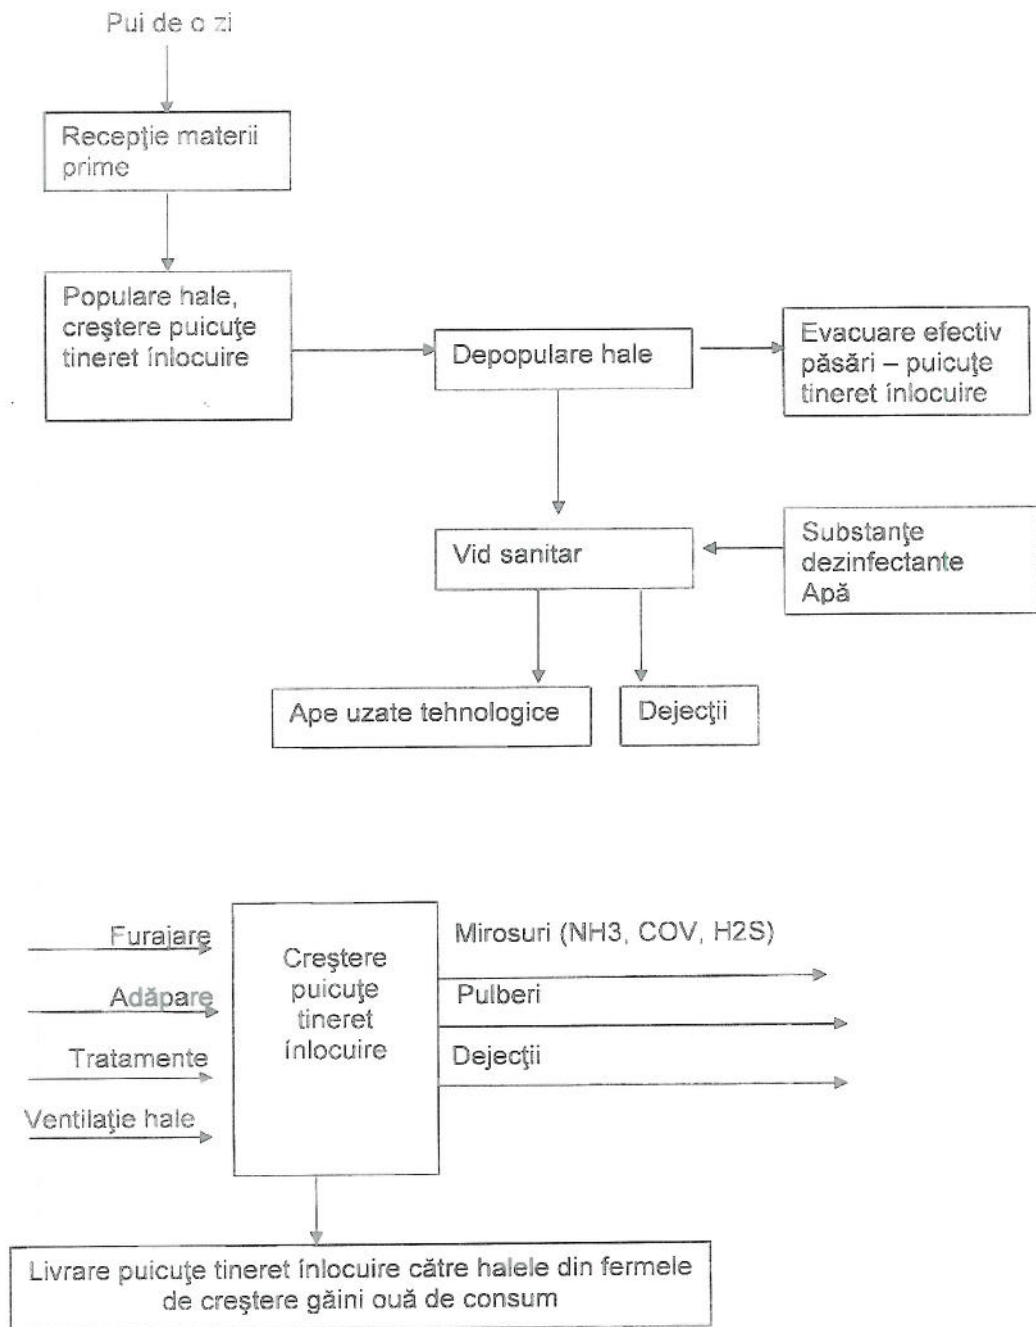 Pui de o zi
Recepţie materii
prime
Populare hale,
creştere puicuţe
tineret înlocuire
Depopulare hale
Evacuare efectiv
păsări – puicuţe
tineret înlocuire
Vid sanitar
Substanţe
dezinfectante
Apă
Ape uzate tehnologice
Dejecţii
Furajare
Adăpare
Tratamente
Ventilaţie hale
Creştere
puicuţe
tineret
înlocuire
Mirosuri (NH3, COV, H2S)
Pulberi
Dejecţii
Livrare puicuţe tineret înlocuire către halele din fermele
de creştere găini ouă de consum